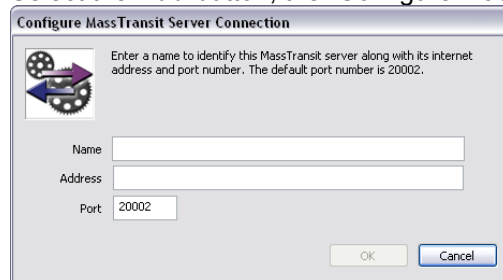 Configure MassTransit Server Connection
Enter a name to identify this MassTransit server along with its internet
address and port number. The default port number is 20002.
Name
Address
Port 20002
OK Cancel